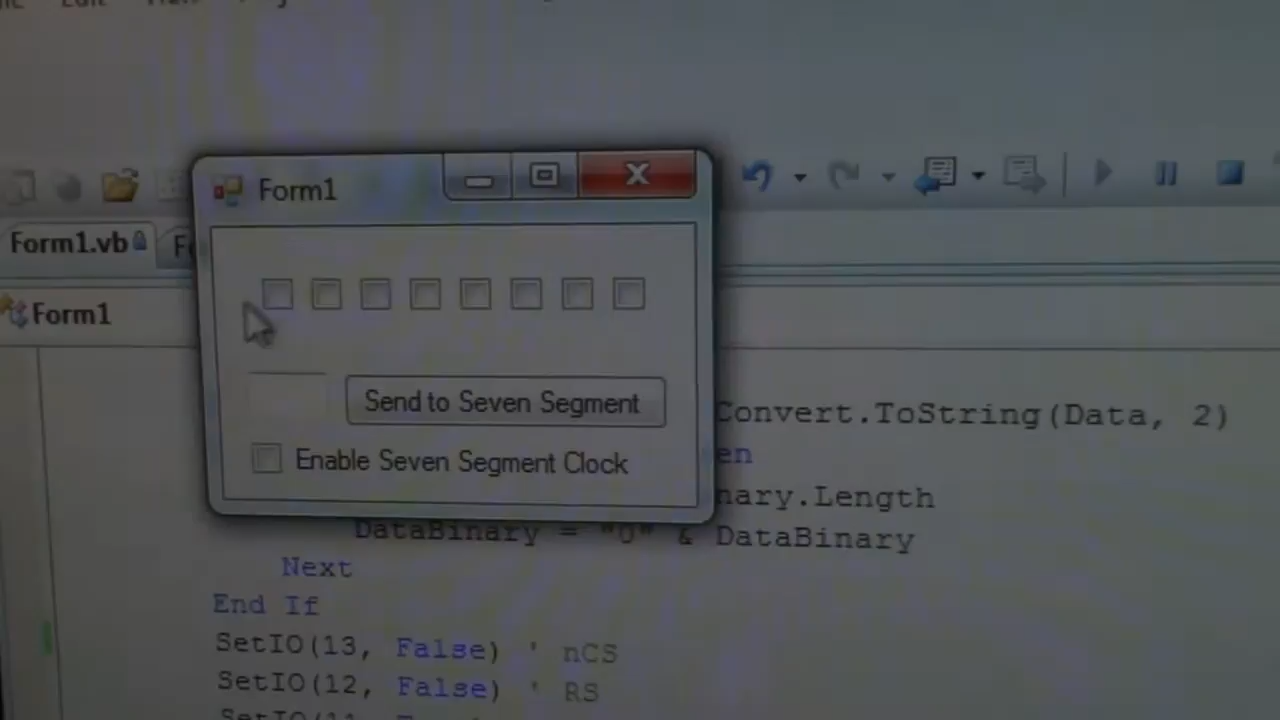 Edit
Form1
Form1.vb
Form1
Send to Seven Segment
Convert.ToString(Data, 2)
Enable Seven Segment Clock
nary.Length
DataBinary = "0" & DataBinary
Next
End If
SetIO(13, False) ' nCS
SetIO(12, False) ' RS